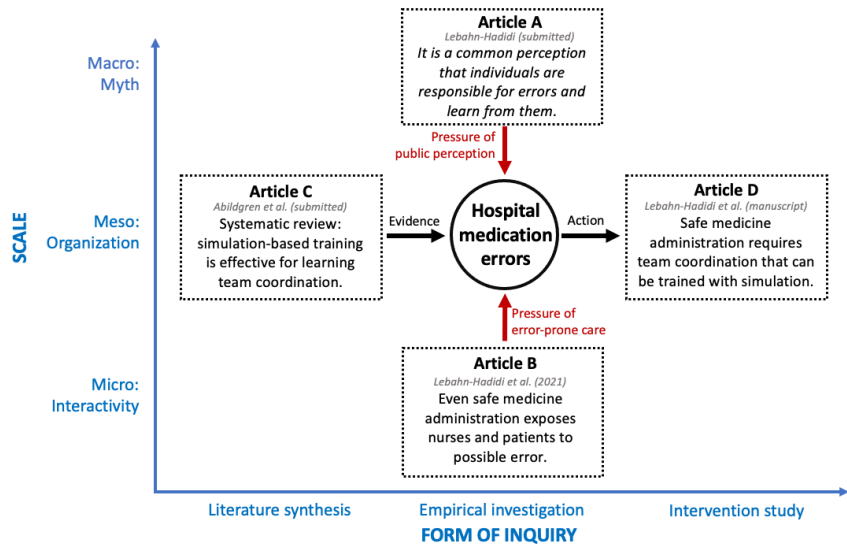 Article A
Lebahn-Hadidi (submitted)
It is a common perception
that individuals are
responsible for errors and
learn from them.
Macro:
Myth
Pressure of
public perception
Article C
Abildgren et al. (submitted)
Systematic review:
simulation-based training
is effective for learning
team coordination.
Evidence
Hospital
medication
errors
Action
Article D
Lebahn-Hadidi et al. (manuscript)
Safe medicine
administration requires
team coordination that can
be trained with simulation.
SCALE
Meso:
Organization
Pressure of
error-prone care
Article B
Lebahn-Hadidi et al. (2021)
Even safe medicine
administration exposes
nurses and patients to
possible error.
Micro:
Interactivity
Literature synthesis
Empirical investigation
Intervention study
FORM OF INQUIRY